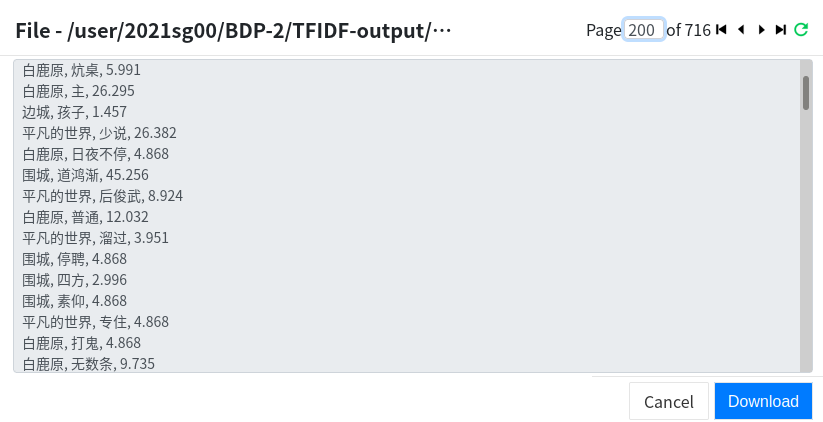 File - /user/2021sg00/BDP-2/TFIDF-output/···
Page 200 of 716
白鹿原, 炕桌, 5.991
白鹿原, 主, 26.295
边城, 孩子, 1.457
平凡的世界, 少说, 26.382
白鹿原, 日夜不停, 4.868
围城, 道鸿渐, 45.256
平凡的世界, 后俊武, 8.924
白鹿原, 普通, 12.032
平凡的世界, 溜过, 3.951
围城, 停聘, 4.868
围城, 四方, 2.996
围城, 素仰, 4.868
平凡的世界, 专住, 4.868
白鹿原, 打鬼, 4.868
白鹿原, 无数条, 9.735
Cancel Download